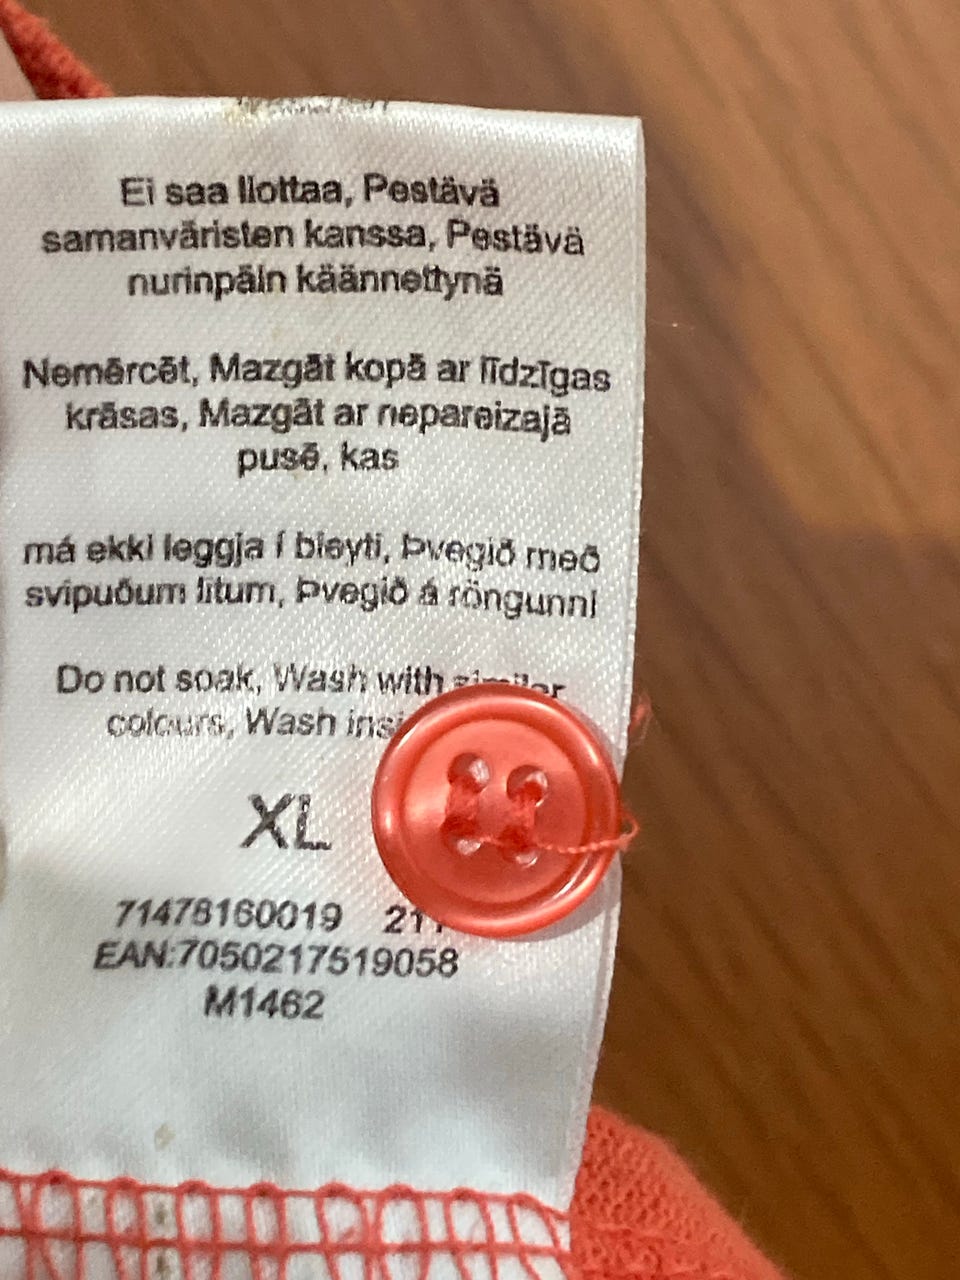 Ei saa liottaa, Pestävä
samanväristen kanssa, Pestävä
nurinpäin käännettynä
Nemērcēt, Mazgāt kopā ar līdzīgas
krāsas, Mazgāt ar nepareizajā
pusē, kas
má ekki leggja í bleyti, Þvegið með
svipuðum litum, Þvegið á röngunni
Do not soak, Wash with similar
colours, Wash
XL
71478160019
EAN:7050217519058
M1462